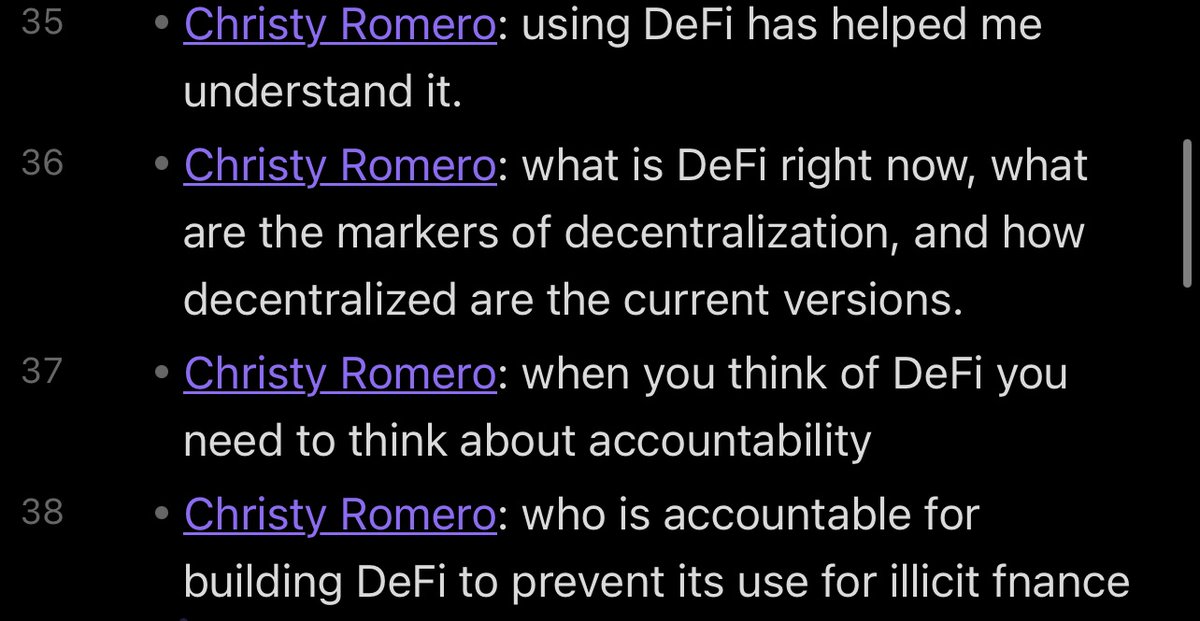 35 • Christy Romero: using DeFi has helped me
understand it.
36 • Christy Romero: what is DeFi right now, what
are the markers of decentralization, and how
decentralized are the current versions.
37 • Christy Romero: when you think of DeFi you
need to think about accountability
38 • Christy Romero: who is accountable for
building DeFi to prevent its use for illicit fnance